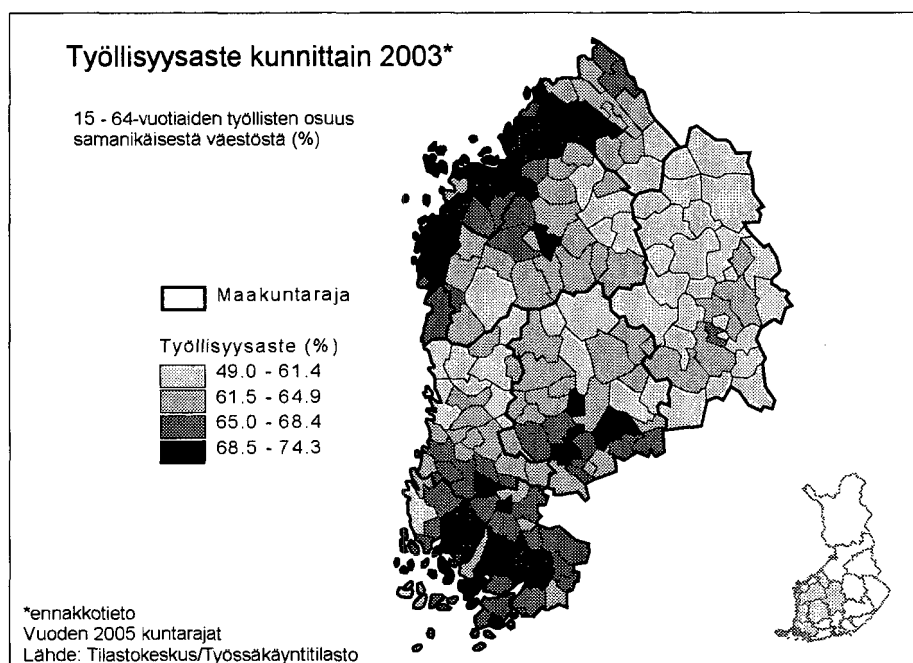 Työllisyysaste kunnittain 2003*
15 - 64-vuotiaiden työllisten osuus
samanikäisestä väestöstä (%)
Maakuntaraja
Työllisyysaste (%)
49.0 - 61.4
61.5 - 64.9
65.0 - 68.4
68.5 - 74.3
*ennakkotieto
Vuoden 2005 kuntarajat
Lähde: Tilastokeskus/Työssäkäyntitilasto